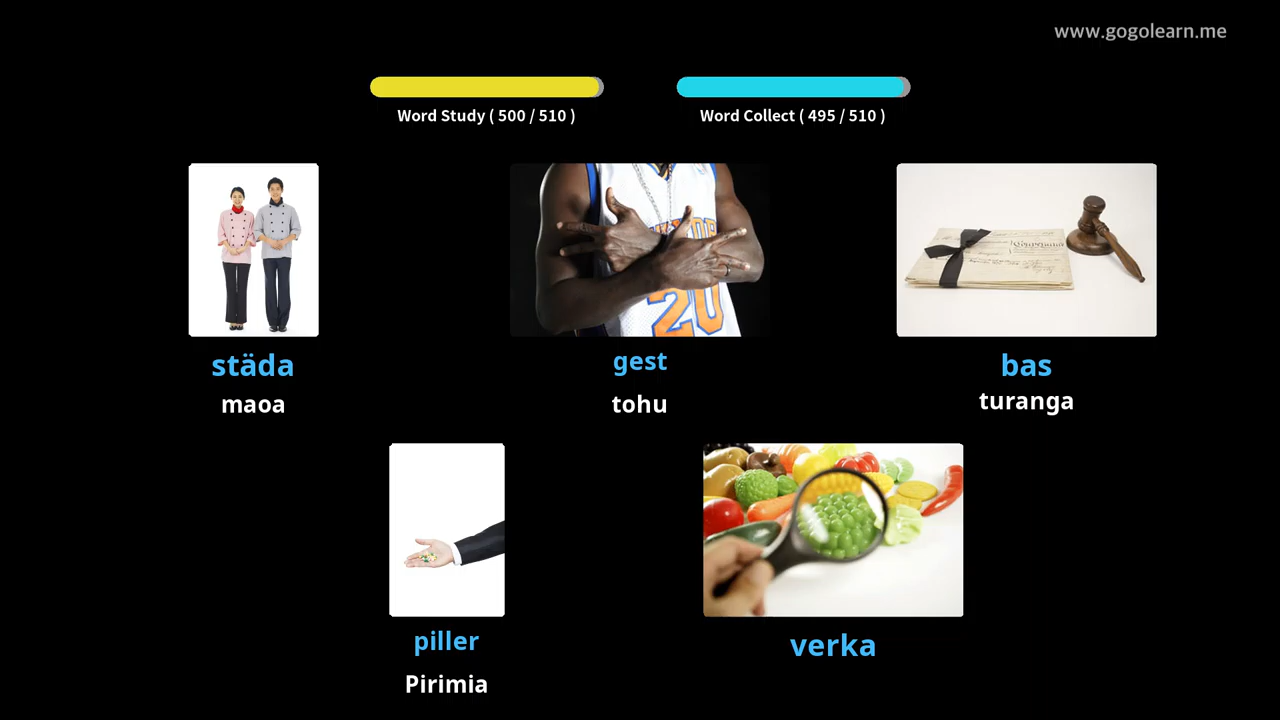 www.gogolearn.me
Word Study ( 500 / 510 )
Word Collect ( 495 / 510 )
20
städa
maoa
gest
tohu
bas
turanga
piller
Pirimia
verka